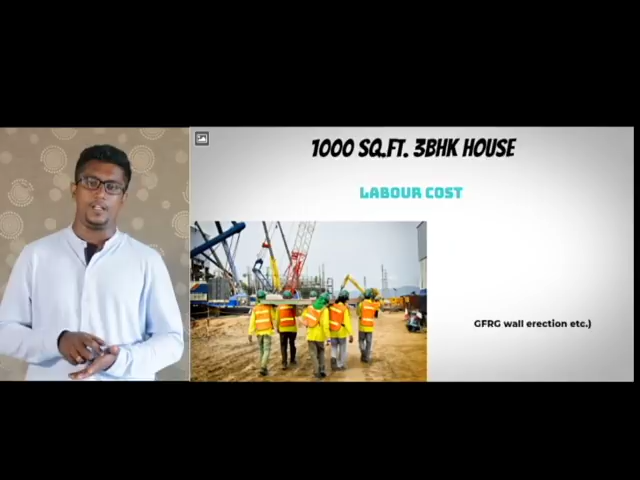 1000 SQ.FT. 3BHK HOUSE
LABOUR COST
GFRG wall erection etc.)